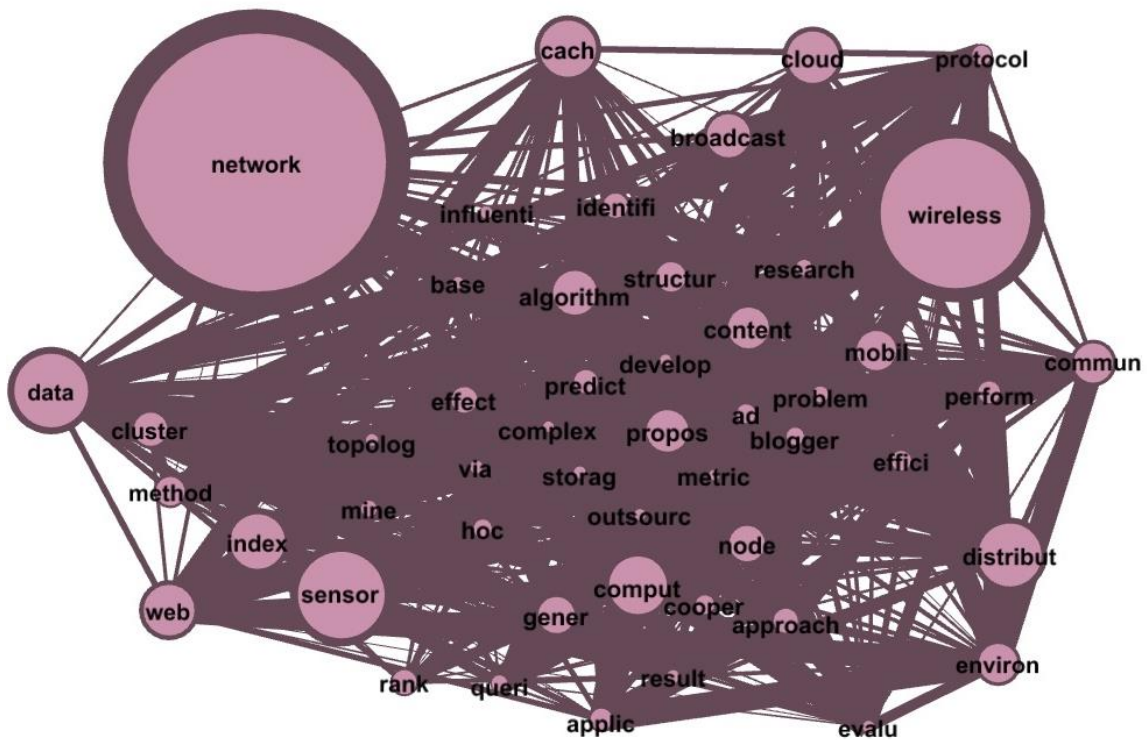 cach
cloud
protocol
broadcast
network
influenti
identifi
wireless
base
algorithm
structur
research
content
mobil
commun
develop
data
effect
predict
problem
perform
cluster
topolog
complex
propos
ad
blogger
effici
method
via
storag
metric
mine
outsourc
index
hoc
node
distribut
sensor
comput
cooper
web
gener
approach
environ
rank
queri
result
applic
evalu